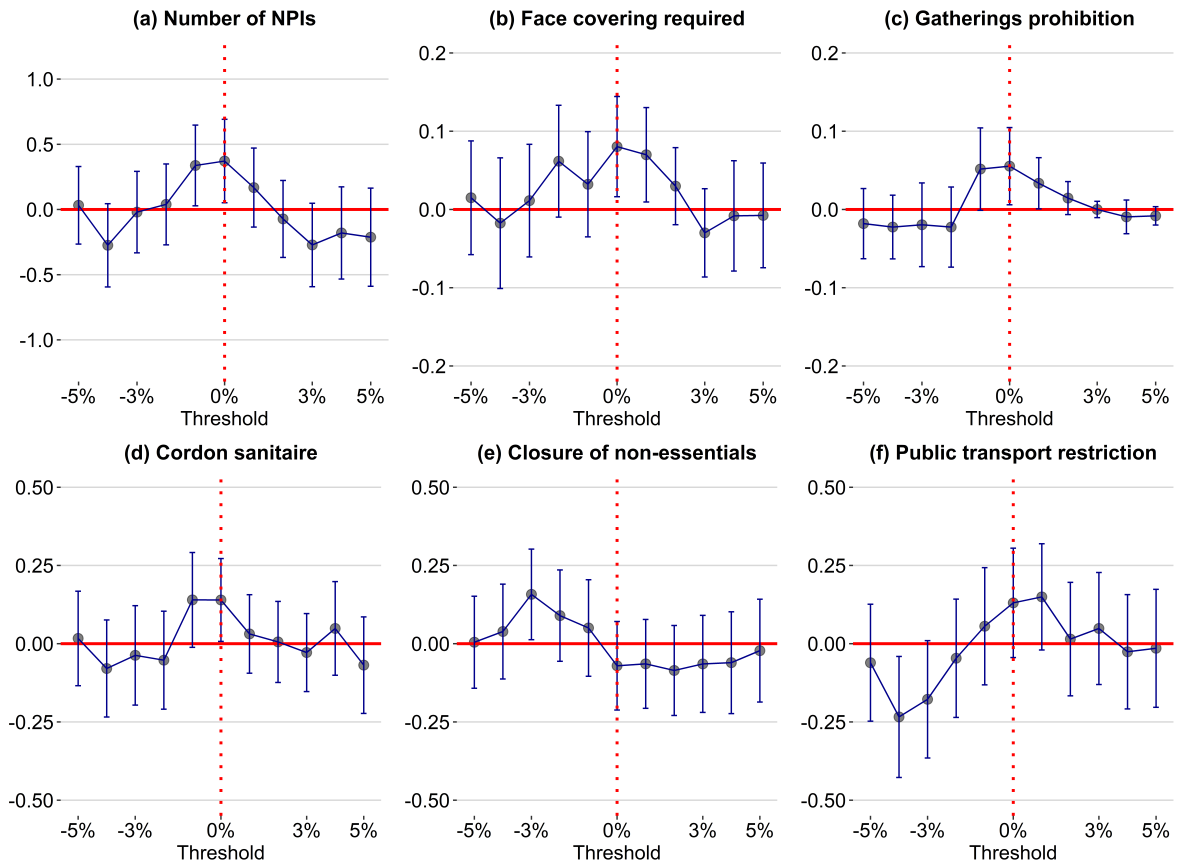 (a) Number of NPIs
1.0
0.5
0.0
-0.5
-1.0
-5% -3% 0% 3% 5%
Threshold
(b) Face covering required
0.2
0.1
0.0
-0.1
-0.2
-5% -3% 0% 3% 5%
Threshold
(c) Gatherings prohibition
0.2
0.1
0.0
-0.1
-0.2
-5% -3% 0% 3% 5%
Threshold
(d) Cordon sanitaire
0.50
0.25
0.00
-0.25
-0.50
-5% -3% 0% 3% 5%
Threshold
(e) Closure of non-essentials
0.50
0.25
0.00
-0.25
-0.50
-5% -3% 0% 3% 5%
Threshold
(f) Public transport restriction
0.50
0.25
0.00
-0.25
-0.50
-5% -3% 0% 3% 5%
Threshold